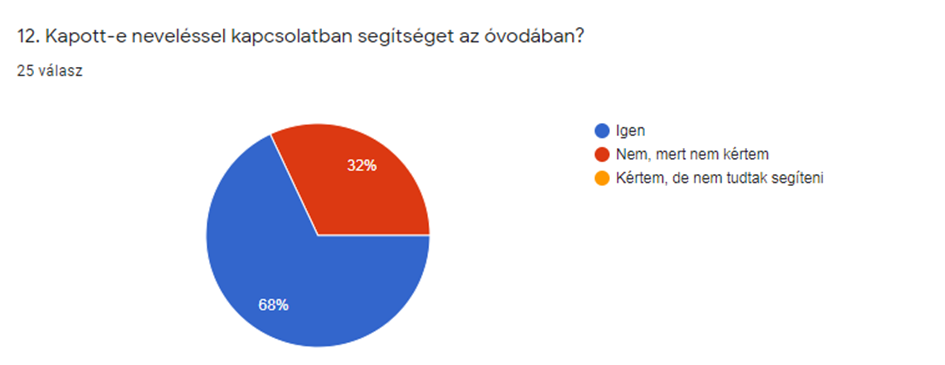 12. Kapott-e neveléssel kapcsolatban segítséget az óvodában?
25 válasz
Igen
Nem, mert nem kértem
Kértem, de nem tudtak segíteni
32%
68%